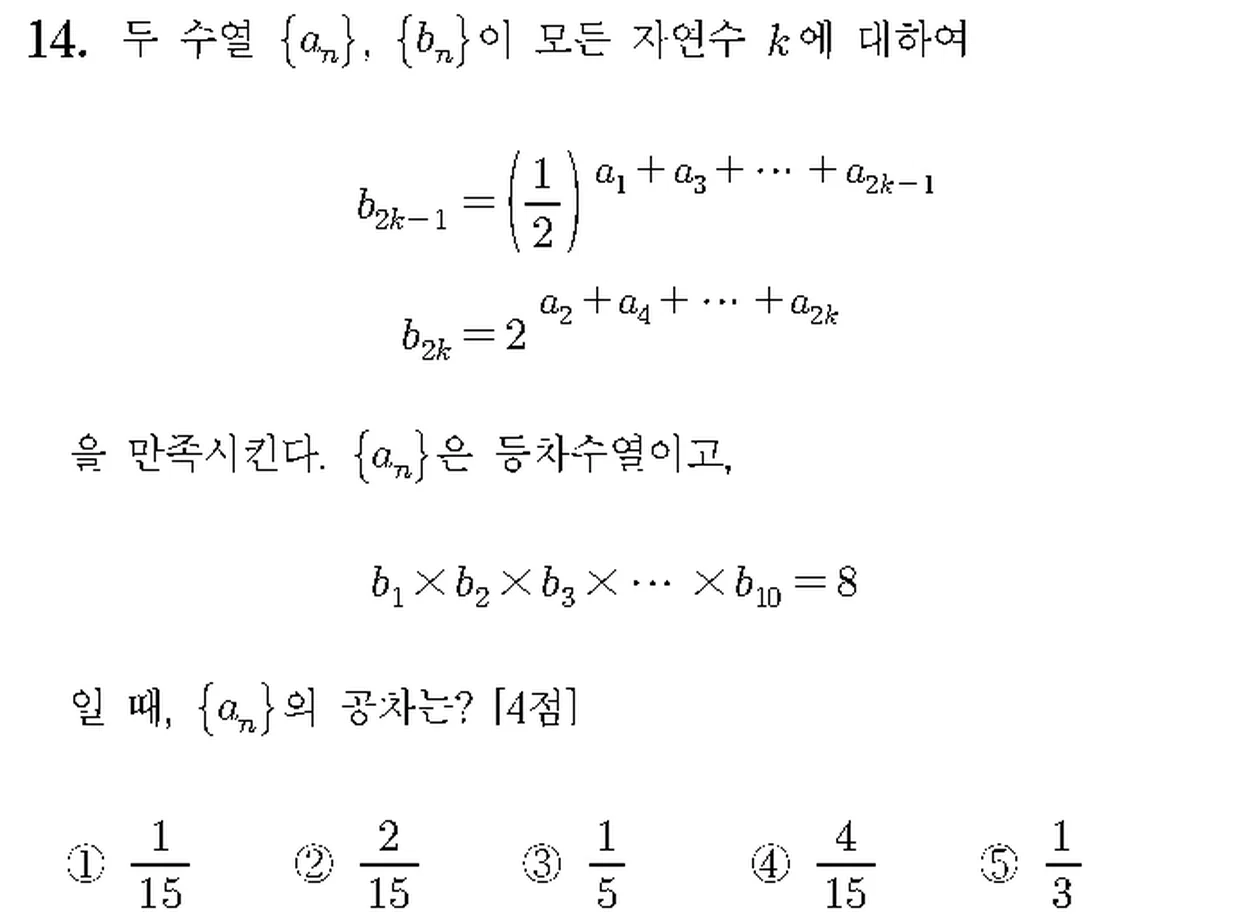 14. 두 수열 {aₙ}, {bₙ}이 모든 자연수 k에 대하여
b₂ₖ₋₁ = (1/2)^(a₁ + a₃ + ⋯ + a₂ₖ₋₁)
b₂ₖ = 2^(a₂ + a₄ + ⋯ + a₂ₖ)
을 만족시킨다. {aₙ}은 등차수열이고,
b₁ × b₂ × b₃ × ⋯ × b₁₀ = 8
일 때, {aₙ}의 공차는? [4점]
① 1/15 ② 2/15 ③ 1/5 ④ 4/15 ⑤ 1/3